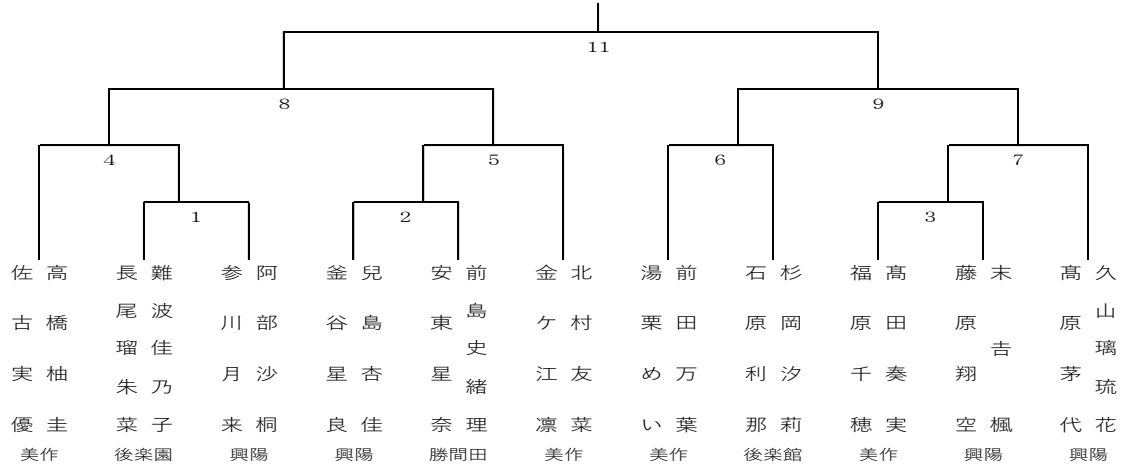 11
8
9
4
5
6
7
1
2
3
高橋柚圭
佐古実優
美作
難波佳乃子
長尾瑠朱菜
後楽園
阿部沙桐
参川月来
興陽
兒島杏佳
釜谷星良
興陽
前島史緒理
安東星奈
勝間田
北村友菜
金ケ江凛
美作
前田万葉
湯栗めい
美作
杉岡汐莉
石原利那
後楽館
髙田奏実
福原千穂
美作
末𠮷楓
藤原翔空
興陽
久山璃琉花
髙原茅代
興陽